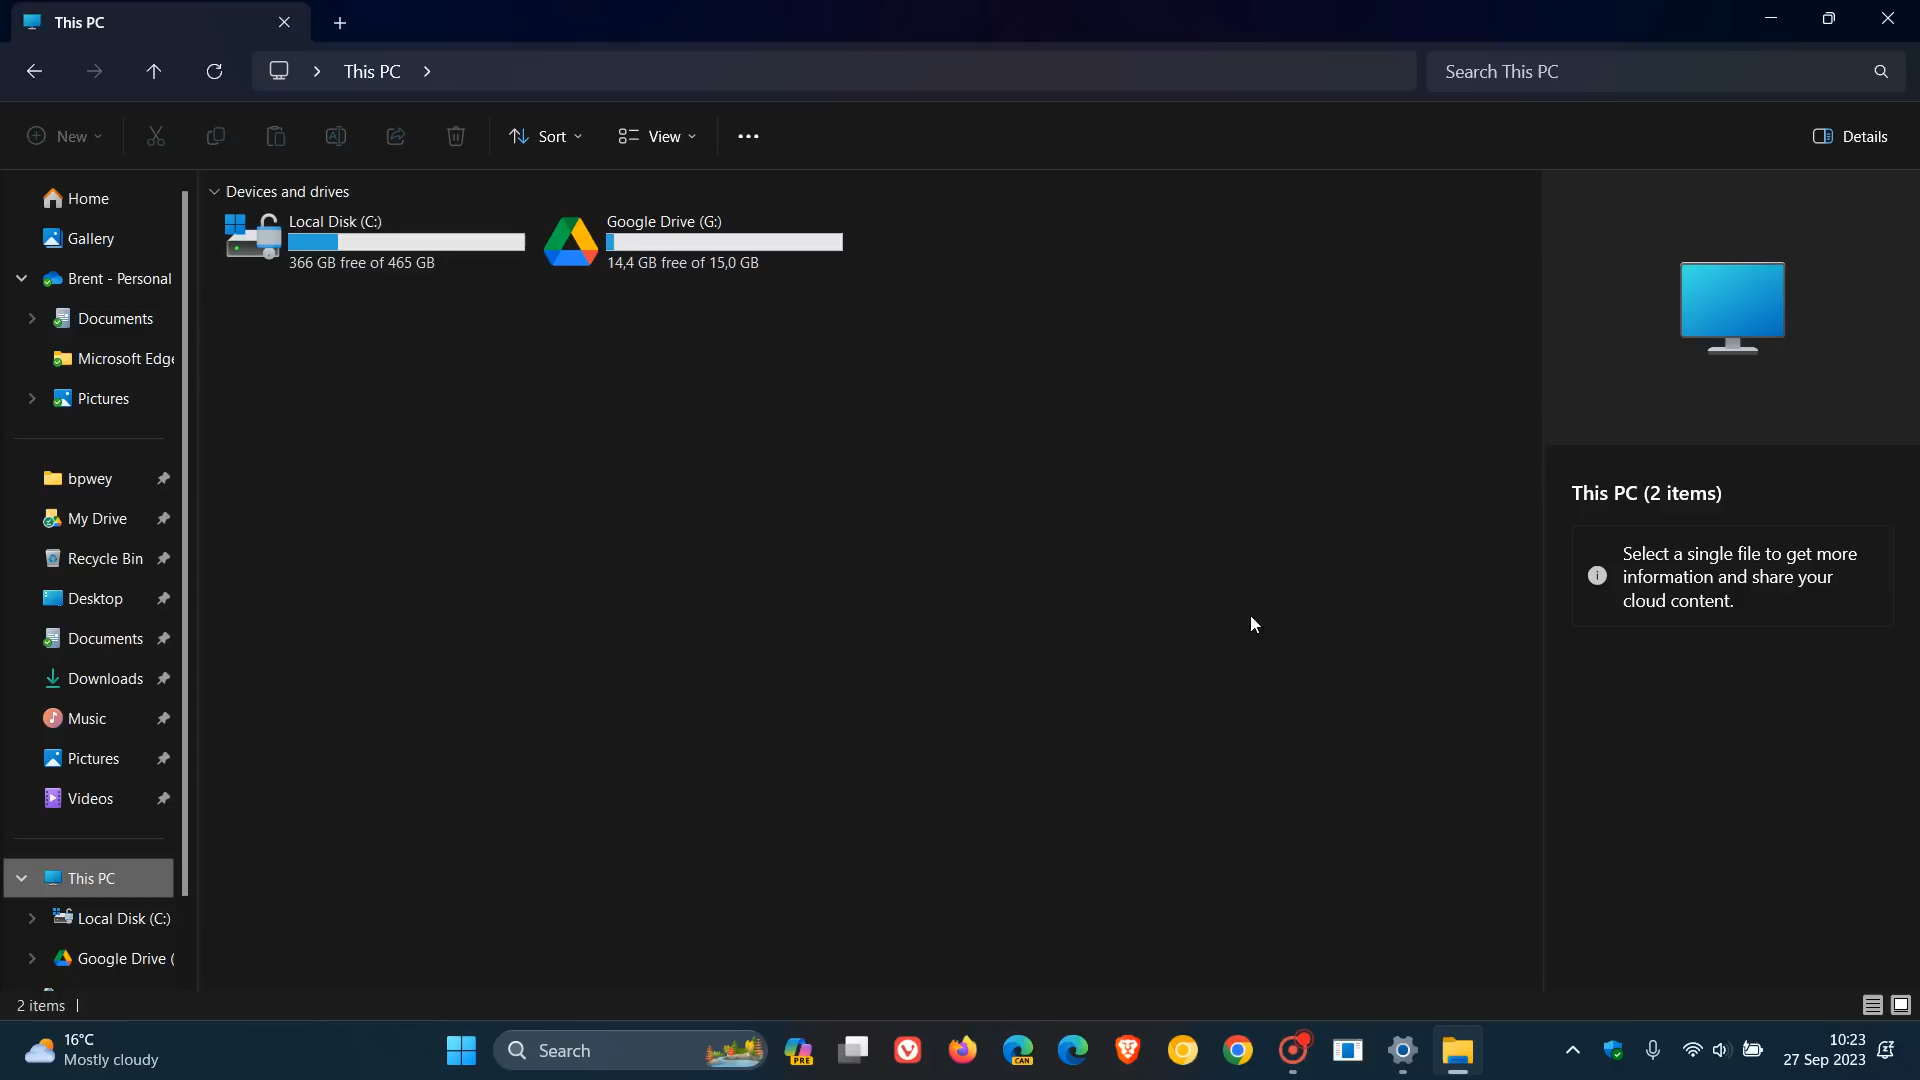 This PC
This PC
Search This PC
New
Sort
View
Details
Home
Gallery
Brent - Personal
Documents
Microsoft Edge
Pictures
bpwey
My Drive
Recycle Bin
Desktop
Documents
Downloads
Music
Pictures
Videos
This PC
Local Disk (C:)
Google Drive (
Devices and drives
Local Disk (C:)
366 GB free of 465 GB
Google Drive (G:)
14,4 GB free of 15,0 GB
This PC (2 items)
Select a single file to get more
information and share your
cloud content.
2 items
16°C
Mostly cloudy
Search
PRE
CAN
10:23
27 Sep 2023